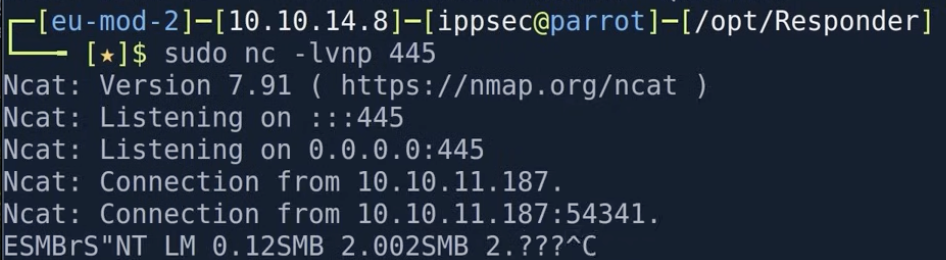 ┌─[eu-mod-2]─[10.10.14.8]─[ippsec@parrot]─[/opt/Responder]
└──╼ [★]$ sudo nc -lvnp 445
Ncat: Version 7.91 ( https://nmap.org/ncat )
Ncat: Listening on :::445
Ncat: Listening on 0.0.0.0:445
Ncat: Connection from 10.10.11.187.
Ncat: Connection from 10.10.11.187:54341.
ESMBrS"NT LM 0.12SMB 2.002SMB 2.???^C